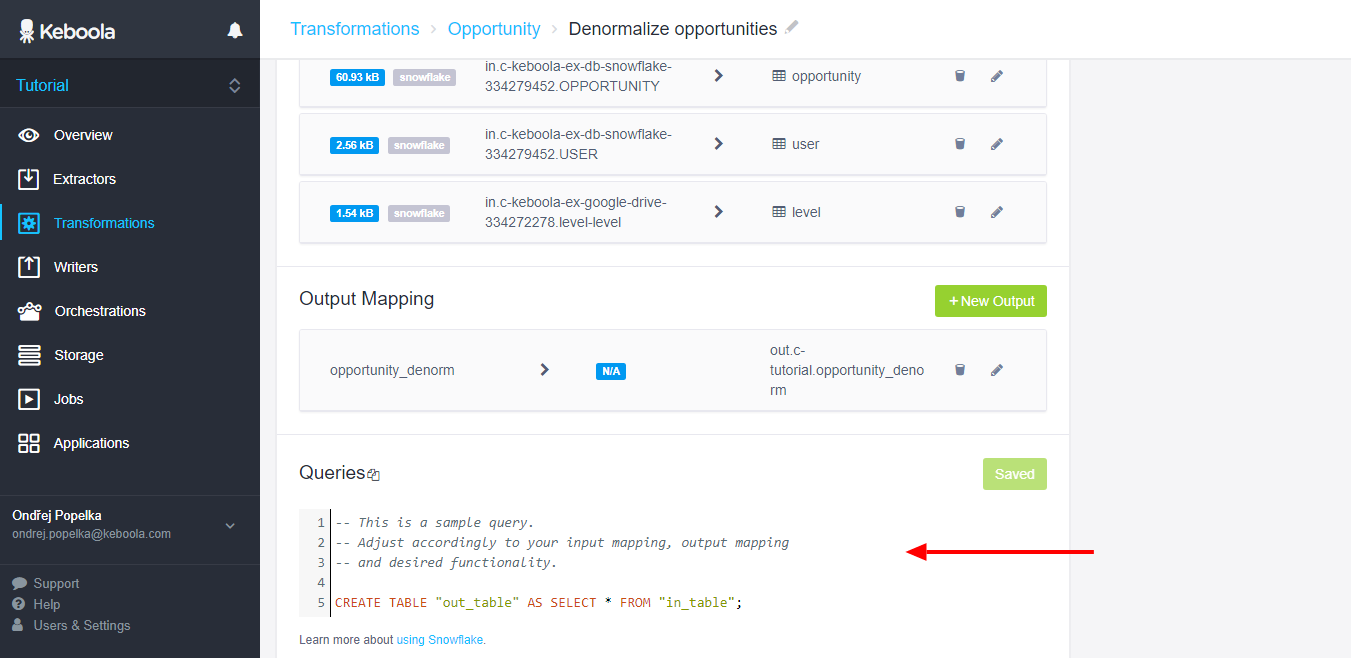 Keboola
Tutorial
Overview
Extractors
Transformations
Writers
Orchestrations
Storage
Jobs
Applications
Ondřej Popelka
ondrej.popelka@keboola.com
Support
Help
Users & Settings
Transformations › Opportunity › Denormalize opportunities
60.93 kB snowflake
in.c-keboola-ex-db-snowflake-
334279452.OPPORTUNITY
opportunity
2.56 kB snowflake
in.c-keboola-ex-db-snowflake-
334279452.USER
user
1.54 kB snowflake
in.c-keboola-ex-google-drive-
334272278.level-level
level
Output Mapping
+ New Output
opportunity_denorm
N/A
out.c-
tutorial.opportunity_deno
rm
Queries
Saved
1 -- This is a sample query.
2 -- Adjust accordingly to your input mapping, output mapping
3 -- and desired functionality.
4
5 CREATE TABLE "out_table" AS SELECT * FROM "in_table";
Learn more about using Snowflake.